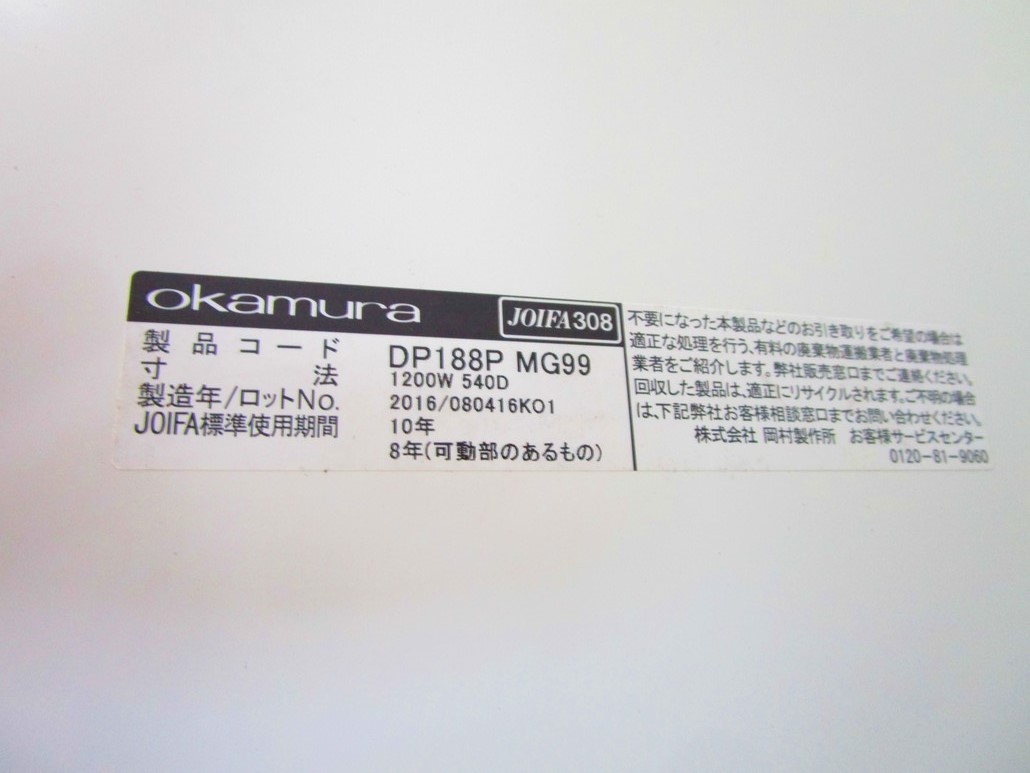 okamura
JOIFA308
製品コード DP188P MG99
寸法 1200W 540D
製造年/ロットNo. 2016/080416K01
JOIFA標準使用期間 10年
8年(可動部のあるもの)
不要になった本製品などのお引き取りをご希望の場合は
適正な処理を行う、有料の廃棄物運搬業者と廃棄物処理
業者をご紹介します。弊社販売窓口までご連絡ください。
回収した製品は、適正にリサイクルされます。ご不明の場合
は、下記弊社お客様相談窓口までお問い合わせください。
株式会社 岡村製作所 お客様サービスセンター
0120-81-9060